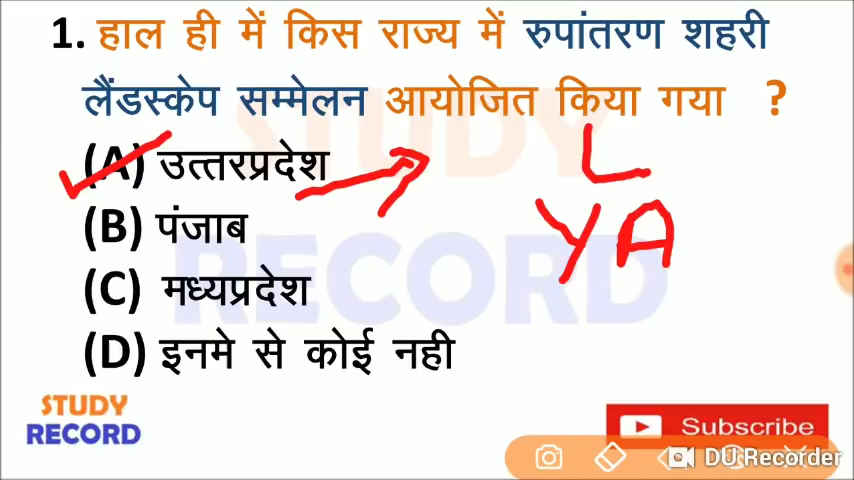 1. हाल ही में किस राज्य में रुपांतरण शहरी
लैंडस्केप सम्मेलन आयोजित किया गया ?
(A) उत्तरप्रदेश
L
(B) पंजाब
YA
(C) मध्यप्रदेश
(D) इनमे से कोई नही
STUDY
RECORD
STUDY
RECORD
Subscribe
DU Recorder